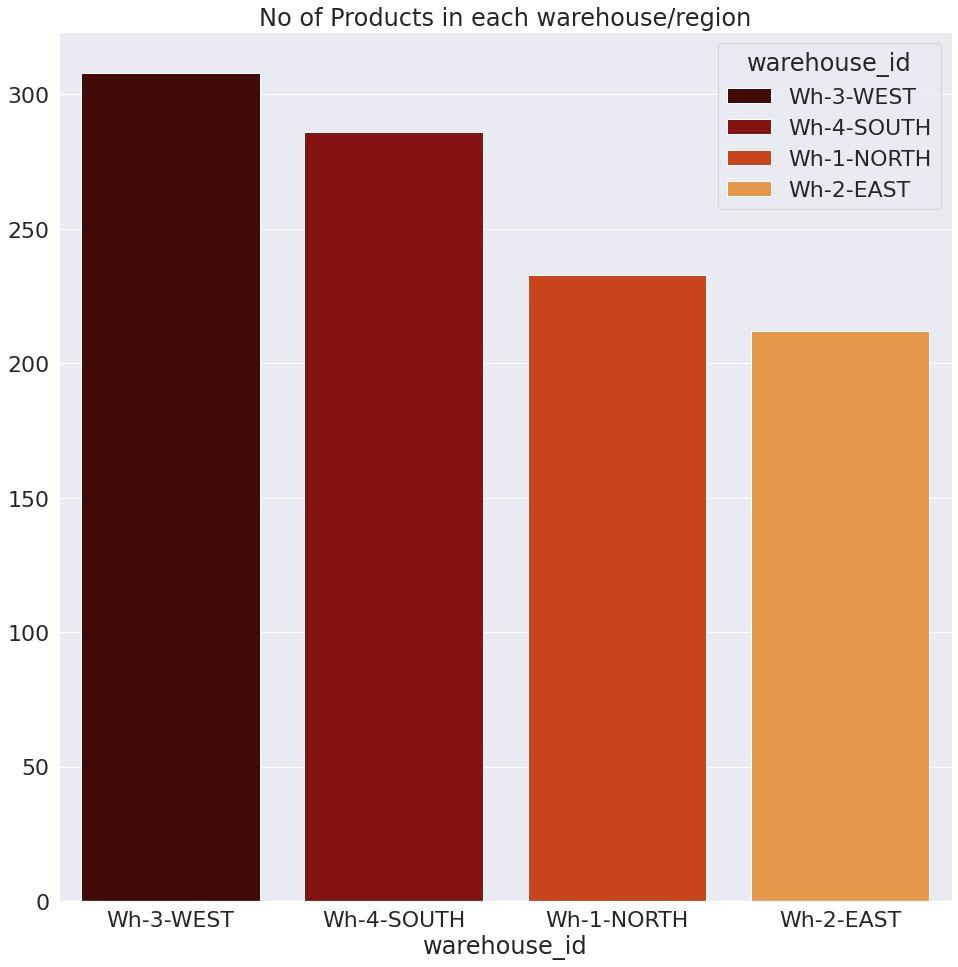 No of Products in each warehouse/region
warehouse_id
Wh-3-WEST
Wh-4-SOUTH
Wh-1-NORTH
Wh-2-EAST
300
250
200
150
100
50
0
Wh-3-WEST Wh-4-SOUTH Wh-1-NORTH Wh-2-EAST
warehouse_id